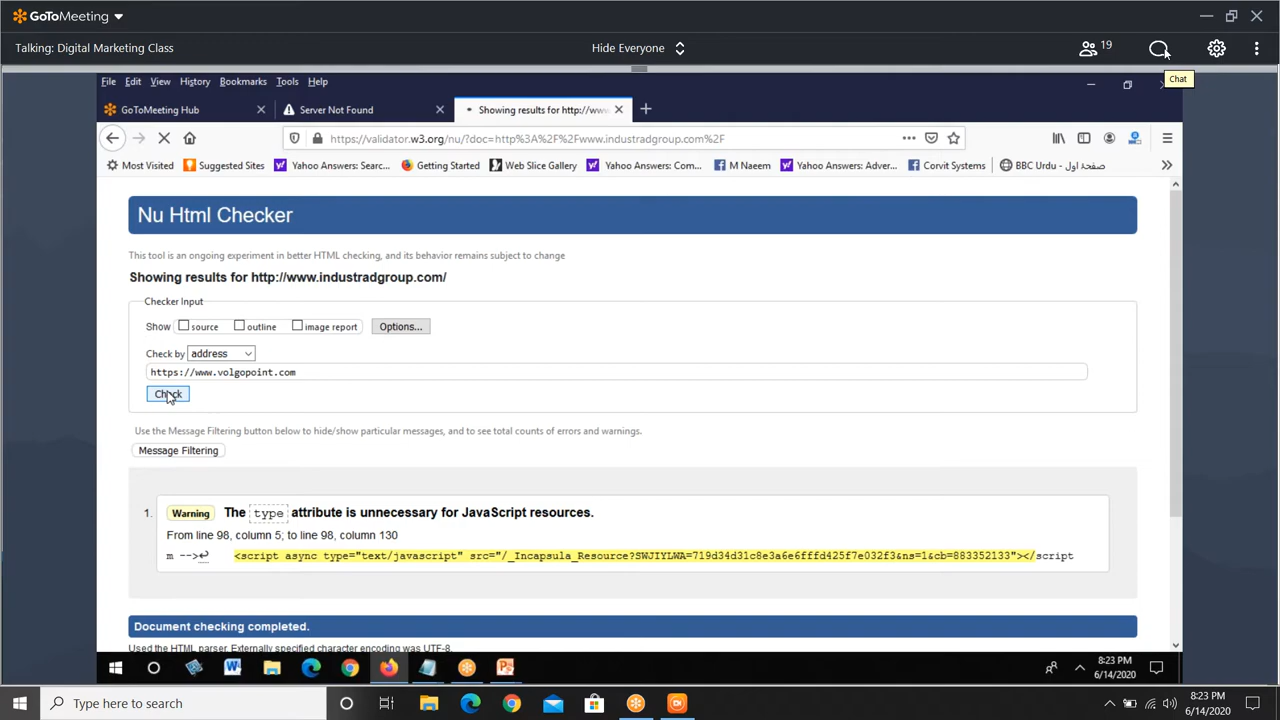 GoToMeeting
Talking: Digital Marketing Class
Hide Everyone
19
Chat
File Edit View History Bookmarks Tools Help
GoToMeeting Hub
Server Not Found
Showing results for http://www
https://validator.w3.org/nu/?doc=http%3A%2F%2Fwww.industradgroup.com%2F
Most Visited
Suggested Sites
Yahoo Answers: Searc...
Getting Started
Web Slice Gallery
Yahoo Answers: Com...
M Naeem
Yahoo Answers: Adver...
Corvit Systems
BBC Urdu - صفحۂ اول
Nu Html Checker
This tool is an ongoing experiment in better HTML checking, and its behavior remains subject to change
Showing results for http://www.industradgroup.com/
Checker Input
Show source outline image report Options...
Check by address
https://www.volgopoint.com
Check
Use the Message Filtering button below to hide/show particular messages, and to see total counts of errors and warnings.
Message Filtering
1. Warning The type attribute is unnecessary for JavaScript resources.
From line 98, column 5; to line 98, column 130
m -->↩ <script async type="text/javascript" src="/_Incapsula_Resource?SWJIYLWA=719d34d31c8e3a6e6fffd425f7e032f3&ns=1&cb=883352133"></script
Document checking completed.
Used the HTML parser. Externally specified character encoding was UTF-8.
8:23 PM
6/14/2020
Type here to search
8:23 PM
6/14/2020